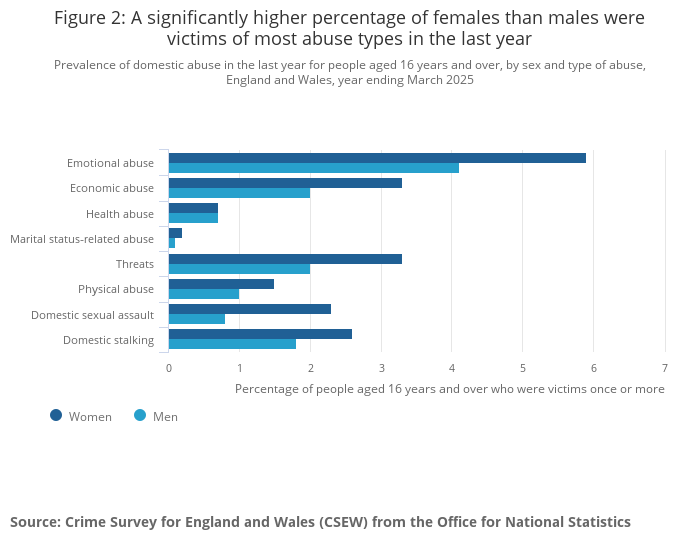 Figure 2: A significantly higher percentage of females than males were
victims of most abuse types in the last year
Prevalence of domestic abuse in the last year for people aged 16 years and over, by sex and type of abuse,
England and Wales, year ending March 2025
Emotional abuse
Economic abuse
Health abuse
Marital status-related abuse
Threats
Physical abuse
Domestic sexual assault
Domestic stalking
0 1 2 3 4 5 6 7
Percentage of people aged 16 years and over who were victims once or more
Women Men
Source: Crime Survey for England and Wales (CSEW) from the Office for National Statistics